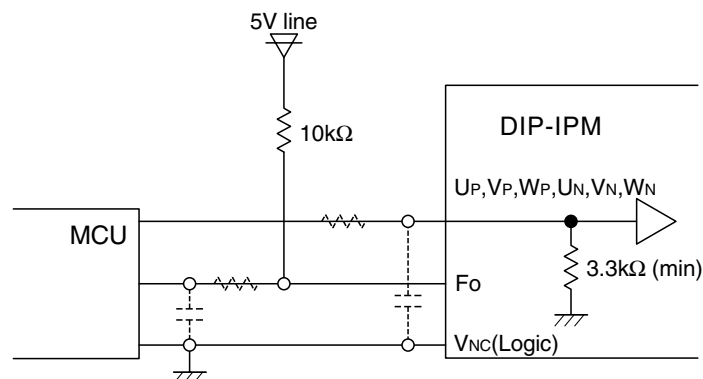 5V line
10kΩ
DIP-IPM
UP,VP,WP,UN,VN,WN
MCU
3.3kΩ (min)
Fo
VNC(Logic)